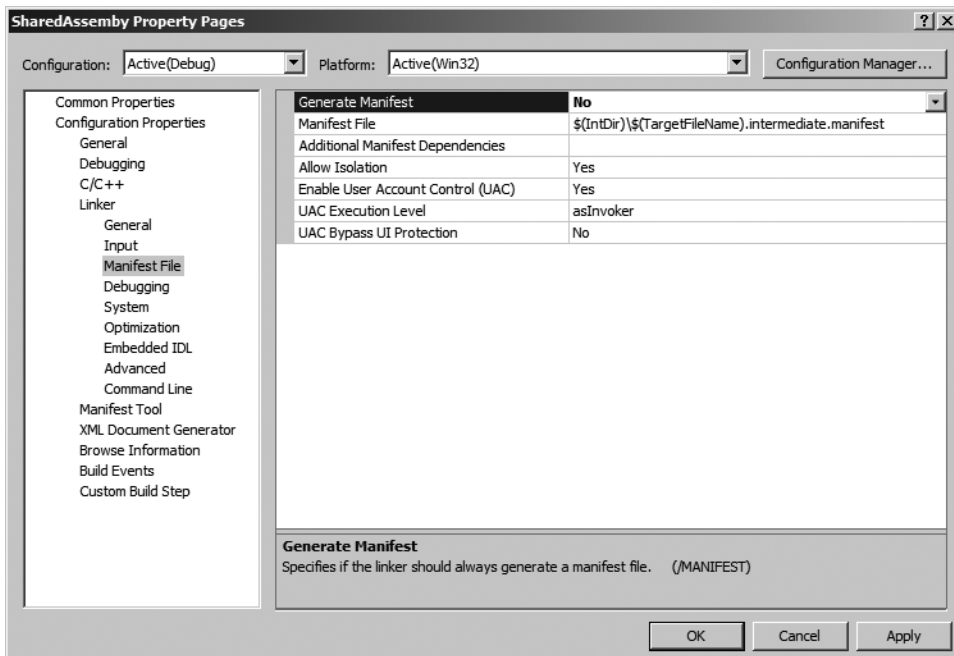 SharedAssemby Property Pages
Configuration: Active(Debug) Platform: Active(Win32) Configuration Manager...
Common Properties
Configuration Properties
General
Debugging
C/C++
Linker
General
Input
Manifest File
Debugging
System
Optimization
Embedded IDL
Advanced
Command Line
Manifest Tool
XML Document Generator
Browse Information
Build Events
Custom Build Step
Generate Manifest No
Manifest File $(IntDir)\$(TargetFileName).intermediate.manifest
Additional Manifest Dependencies
Allow Isolation Yes
Enable User Account Control (UAC) Yes
UAC Execution Level asInvoker
UAC Bypass UI Protection No
Generate Manifest
Specifies if the linker should always generate a manifest file. (/MANIFEST)
OK Cancel Apply